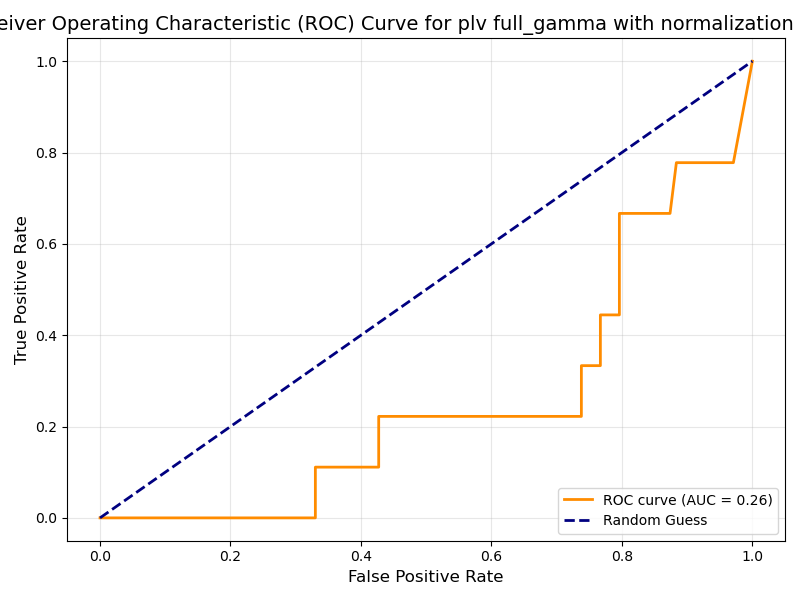 eiver Operating Characteristic (ROC) Curve for plv full_gamma with normalization
1.0
0.8
0.6
0.4
0.2
0.0
True Positive Rate
0.0 0.2 0.4 0.6 0.8 1.0
False Positive Rate
ROC curve (AUC = 0.26)
Random Guess